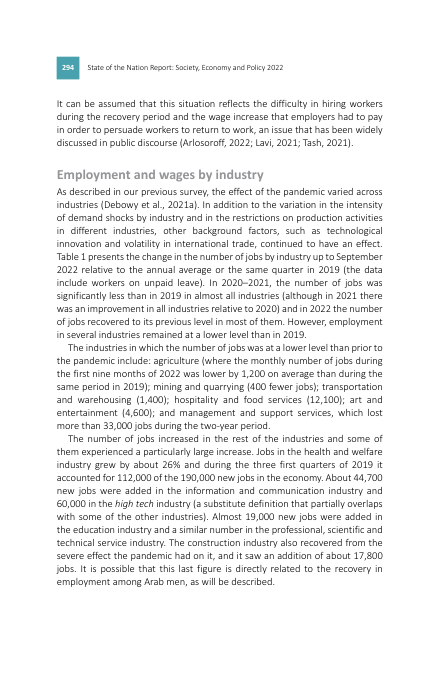 294 State of the Nation Report: Society, Economy and Policy 2022
It can be assumed that this situation reflects the difficulty in hiring workers
during the recovery period and the wage increase that employers had to pay
in order to persuade workers to return to work, an issue that has been widely
discussed in public discourse (Arlosoroff, 2022; Lavi, 2021; Tash, 2021).
Employment and wages by industry
As described in our previous survey, the effect of the pandemic varied across
industries (Debowy et al., 2021a). In addition to the variation in the intensity
of demand shocks by industry and in the restrictions on production activities
in different industries, other background factors, such as technological
innovation and volatility in international trade, continued to have an effect.
Table 1 presents the change in the number of jobs by industry up to September
2022 relative to the annual average or the same quarter in 2019 (the data
include workers on unpaid leave). In 2020–2021, the number of jobs was
significantly less than in 2019 in almost all industries (although in 2021 there
was an improvement in all industries relative to 2020) and in 2022 the number
of jobs recovered to its previous level in most of them. However, employment
in several industries remained at a lower level than in 2019.
The industries in which the number of jobs was at a lower level than prior to
the pandemic include: agriculture (where the monthly number of jobs during
the first nine months of 2022 was lower by 1,200 on average than during the
same period in 2019); mining and quarrying (400 fewer jobs); transportation
and warehousing (1,400); hospitality and food services (12,100); art and
entertainment (4,600); and management and support services, which lost
more than 33,000 jobs during the two-year period.
The number of jobs increased in the rest of the industries and some of
them experienced a particularly large increase. Jobs in the health and welfare
industry grew by about 26% and during the three first quarters of 2019 it
accounted for 112,000 of the 190,000 new jobs in the economy. About 44,700
new jobs were added in the information and communication industry and
60,000 in the high tech industry (a substitute definition that partially overlaps
with some of the other industries). Almost 19,000 new jobs were added in
the education industry and a similar number in the professional, scientific and
technical service industry. The construction industry also recovered from the
severe effect the pandemic had on it, and it saw an addition of about 17,800
jobs. It is possible that this last figure is directly related to the recovery in
employment among Arab men, as will be described.